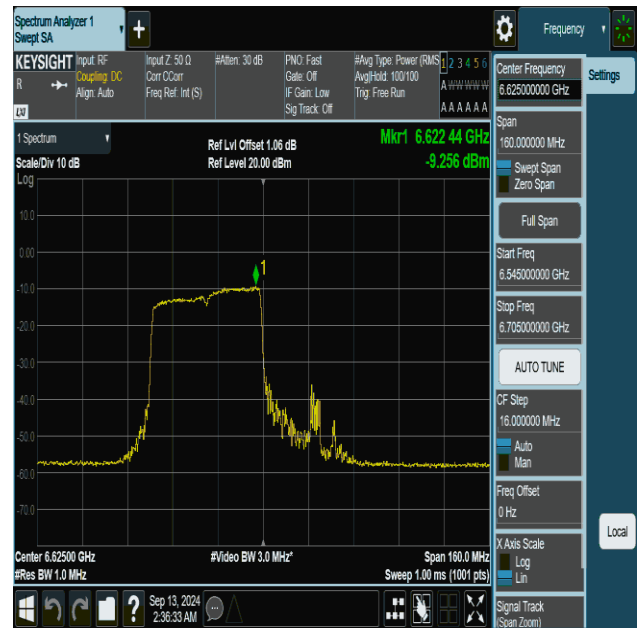 Spectrum Analyzer 1
Swept SA
Frequency
KEYSIGHT
R
LXI
Input: RF
Coupling: DC
Align: Auto
Input Z: 50 Ω
Corr CCorr
Freq Ref: Int (S)
#Atten: 30 dB
PNO: Fast
Gate: Off
IF Gain: Low
Sig Track: Off
#Avg Type: Power (RMS
Avg|Hold: 100/100
Trig: Free Run
1 2 3 4 5 6
A W W W W W
A A A A A A
Center Frequency
6.625000000 GHz
Settings
Span
160.000000 MHz
Swept Span
Zero Span
Full Span
Start Freq
6.545000000 GHz
Stop Freq
6.705000000 GHz
AUTO TUNE
CF Step
16.000000 MHz
Auto
Man
Freq Offset
0 Hz
X Axis Scale
Log
Lin
Signal Track
(Span Zoom)
Local
1 Spectrum
Scale/Div 10 dB
Log
Ref Lvl Offset 1.06 dB
Ref Level 20.00 dBm
Mkr1 6.622 44 GHz
-9.256 dBm
10.0
0.00
-10.0
-20.0
-30.0
-40.0
-50.0
-60.0
-70.0
1
Center 6.62500 GHz
#Res BW 1.0 MHz
#Video BW 3.0 MHz*
Span 160.0 MHz
Sweep 1.00 ms (1001 pts)
?
Sep 13, 2024
2:36:33 AM